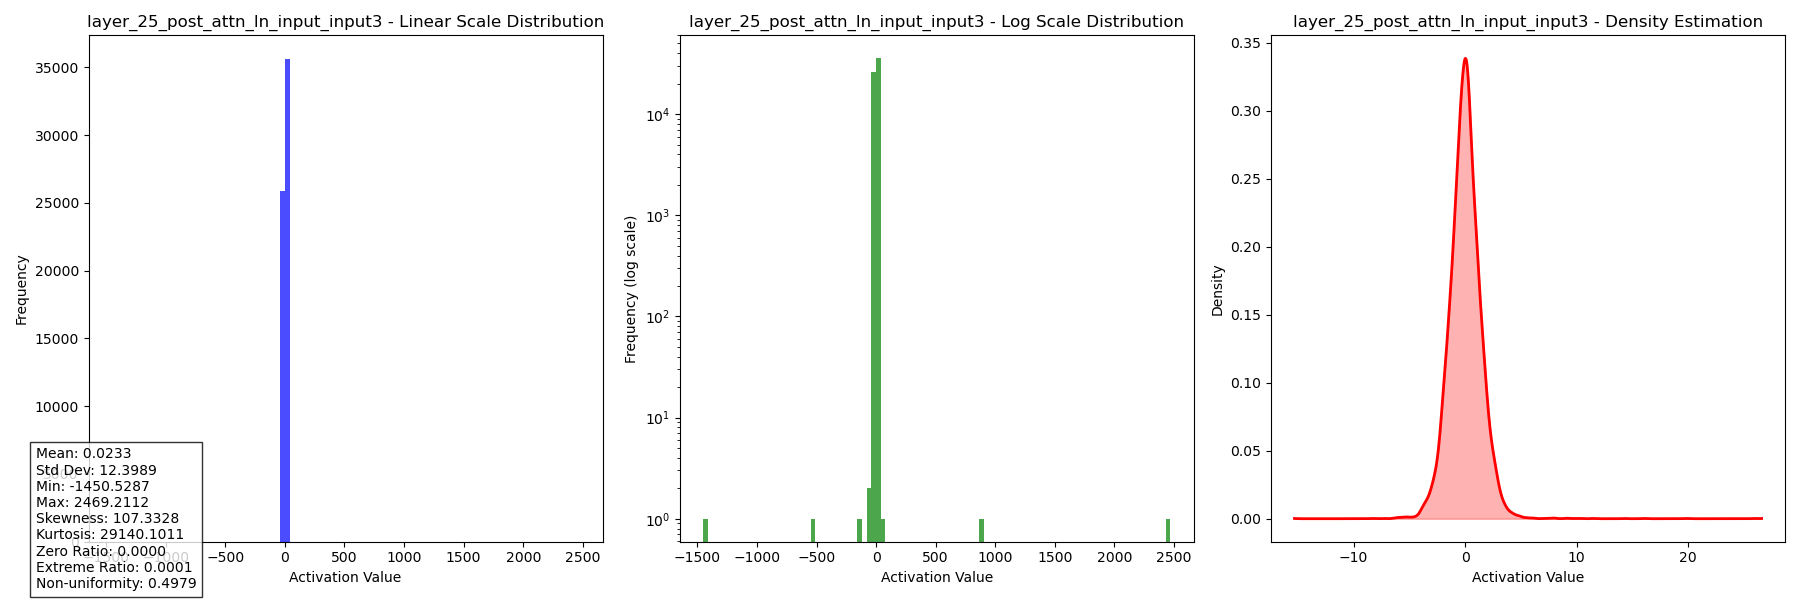 layer_25_post_attn_ln_input_input3 - Linear Scale Distribution
layer_25_post_attn_ln_input_input3 - Log Scale Distribution
layer_25_post_attn_ln_input_input3 - Density Estimation
Frequency
35000
30000
25000
20000
15000
10000
5000
0
−1000
−500
0
500
1000
1500
2000
2500
Activation Value
Mean: 0.0233
Std Dev: 12.3989
Min: -1450.5287
Max: 2469.2112
Skewness: 107.3328
Kurtosis: 29140.1011
Zero Ratio: 0.0000
Extreme Ratio: 0.0001
Non-uniformity: 0.4979
Frequency (log scale)
10^4
10^3
10^2
10^1
10^0
−1500
−1000
−500
0
500
1000
1500
2000
2500
Activation Value
Density
0.35
0.30
0.25
0.20
0.15
0.10
0.05
0.00
−10
0
10
20
Activation Value